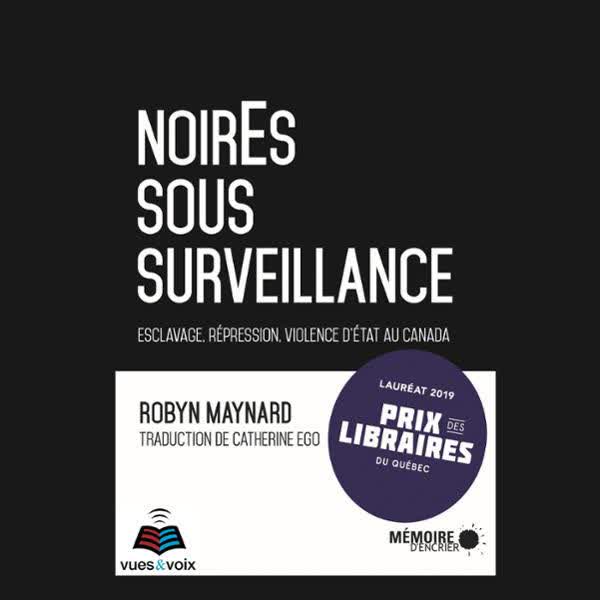 NOIREs
SOUS
SURVEILLANCE
ESCLAVAGE, RÉPRESSION, VIOLENCE D'ÉTAT AU CANADA
ROBYN MAYNARD
TRADUCTION DE CATHERINE EGO
LAURÉAT 2019
PRIX DES
LIBRAIRES
DU QUÉBEC
vues&voix
MÉMOIRE
D'ENCRIER